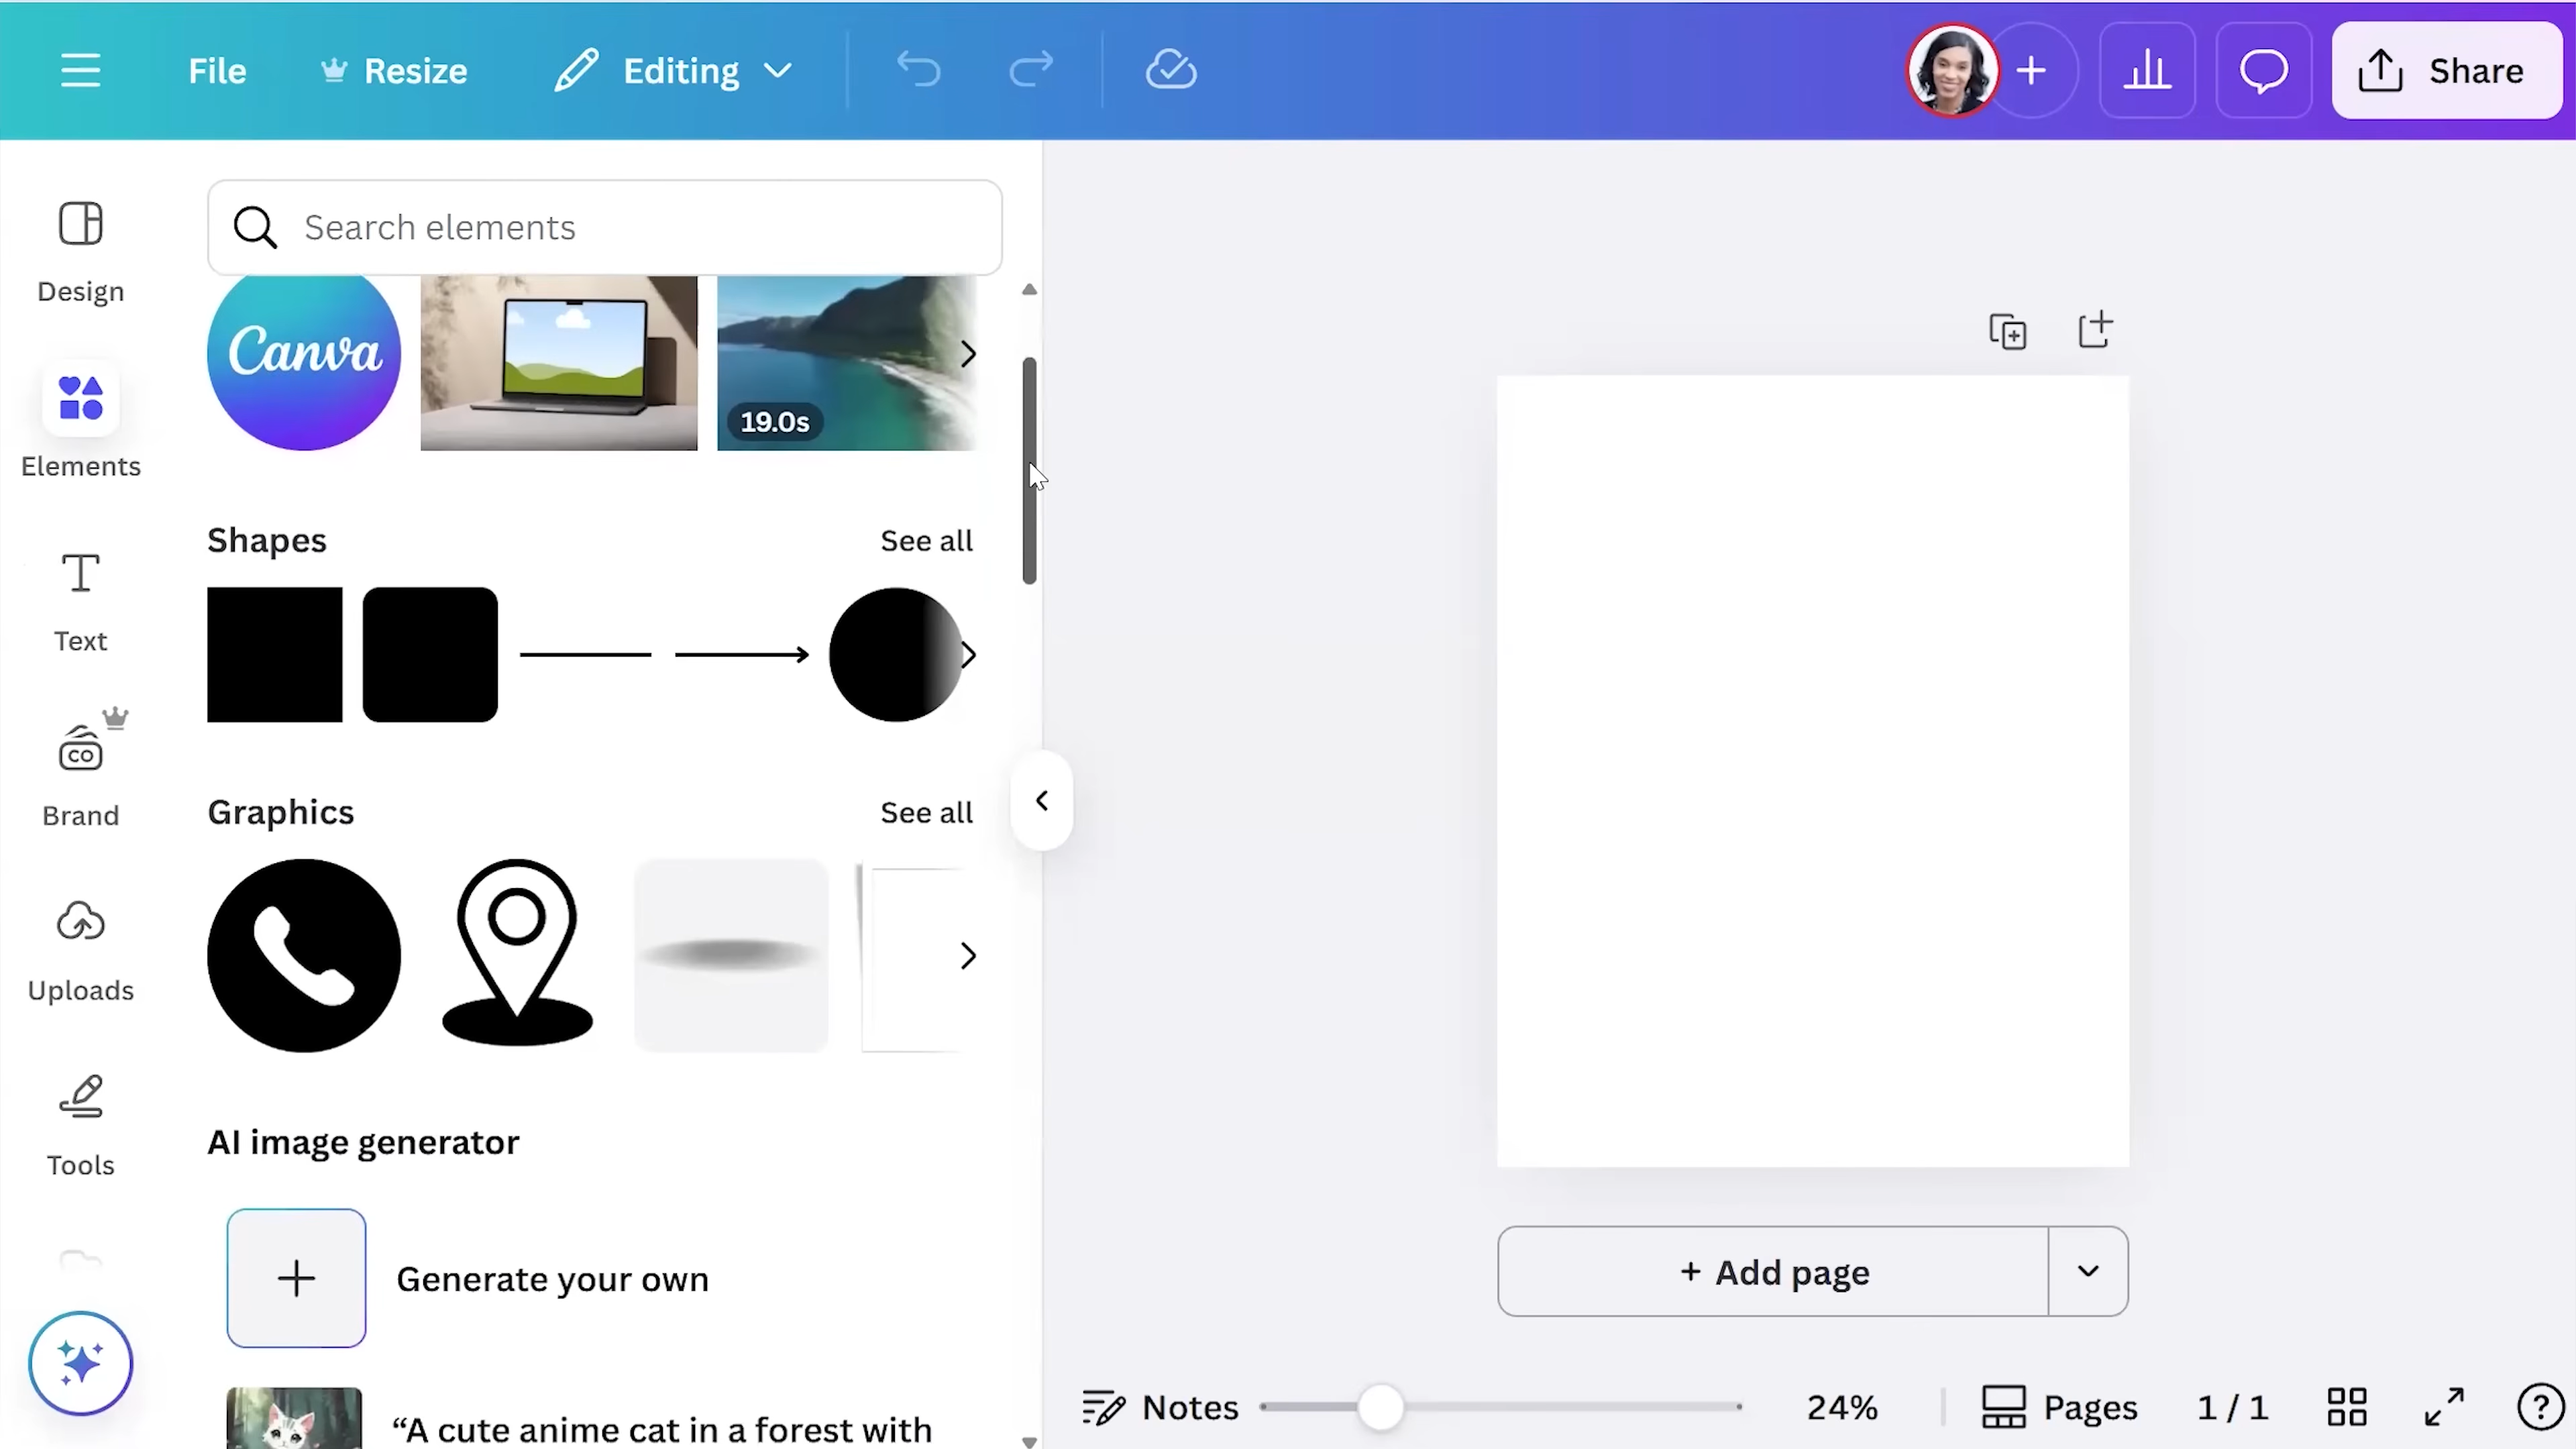 File
Resize
Editing
Share
Search elements
Design
Elements
Text
Brand
CO
Uploads
Tools
Canva
19.0s
Shapes
See all
Graphics
See all
AI image generator
Generate your own
“A cute anime cat in a forest with
+ Add page
Notes
24%
Pages
1 / 1